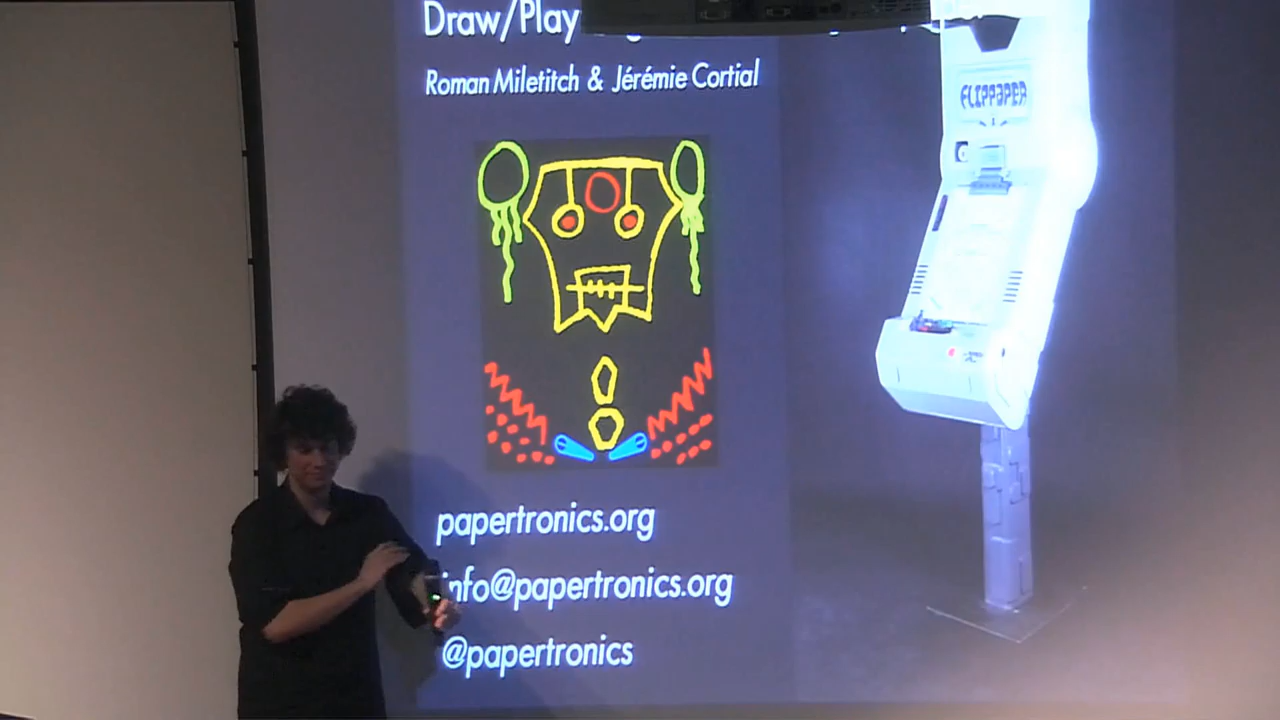 Draw/Play
Roman Miletitch & Jérémie Cortial
FLIPPAPER
papertronics.org
info@papertronics.org
@papertronics